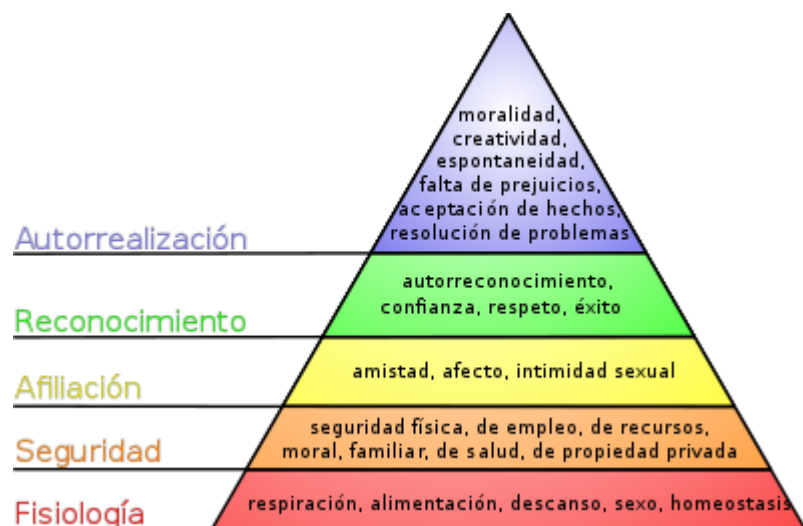 moralidad,
creatividad,
espontaneidad,
falta de prejuicios,
aceptación de hechos,
resolución de problemas
Autorrealización
autorreconocimiento,
confianza, respeto, éxito
Reconocimiento
amistad, afecto, intimidad sexual
Afiliación
seguridad física, de empleo, de recursos,
moral, familiar, de salud, de propiedad privada
Seguridad
respiración, alimentación, descanso, sexo, homeostasis
Fisiología